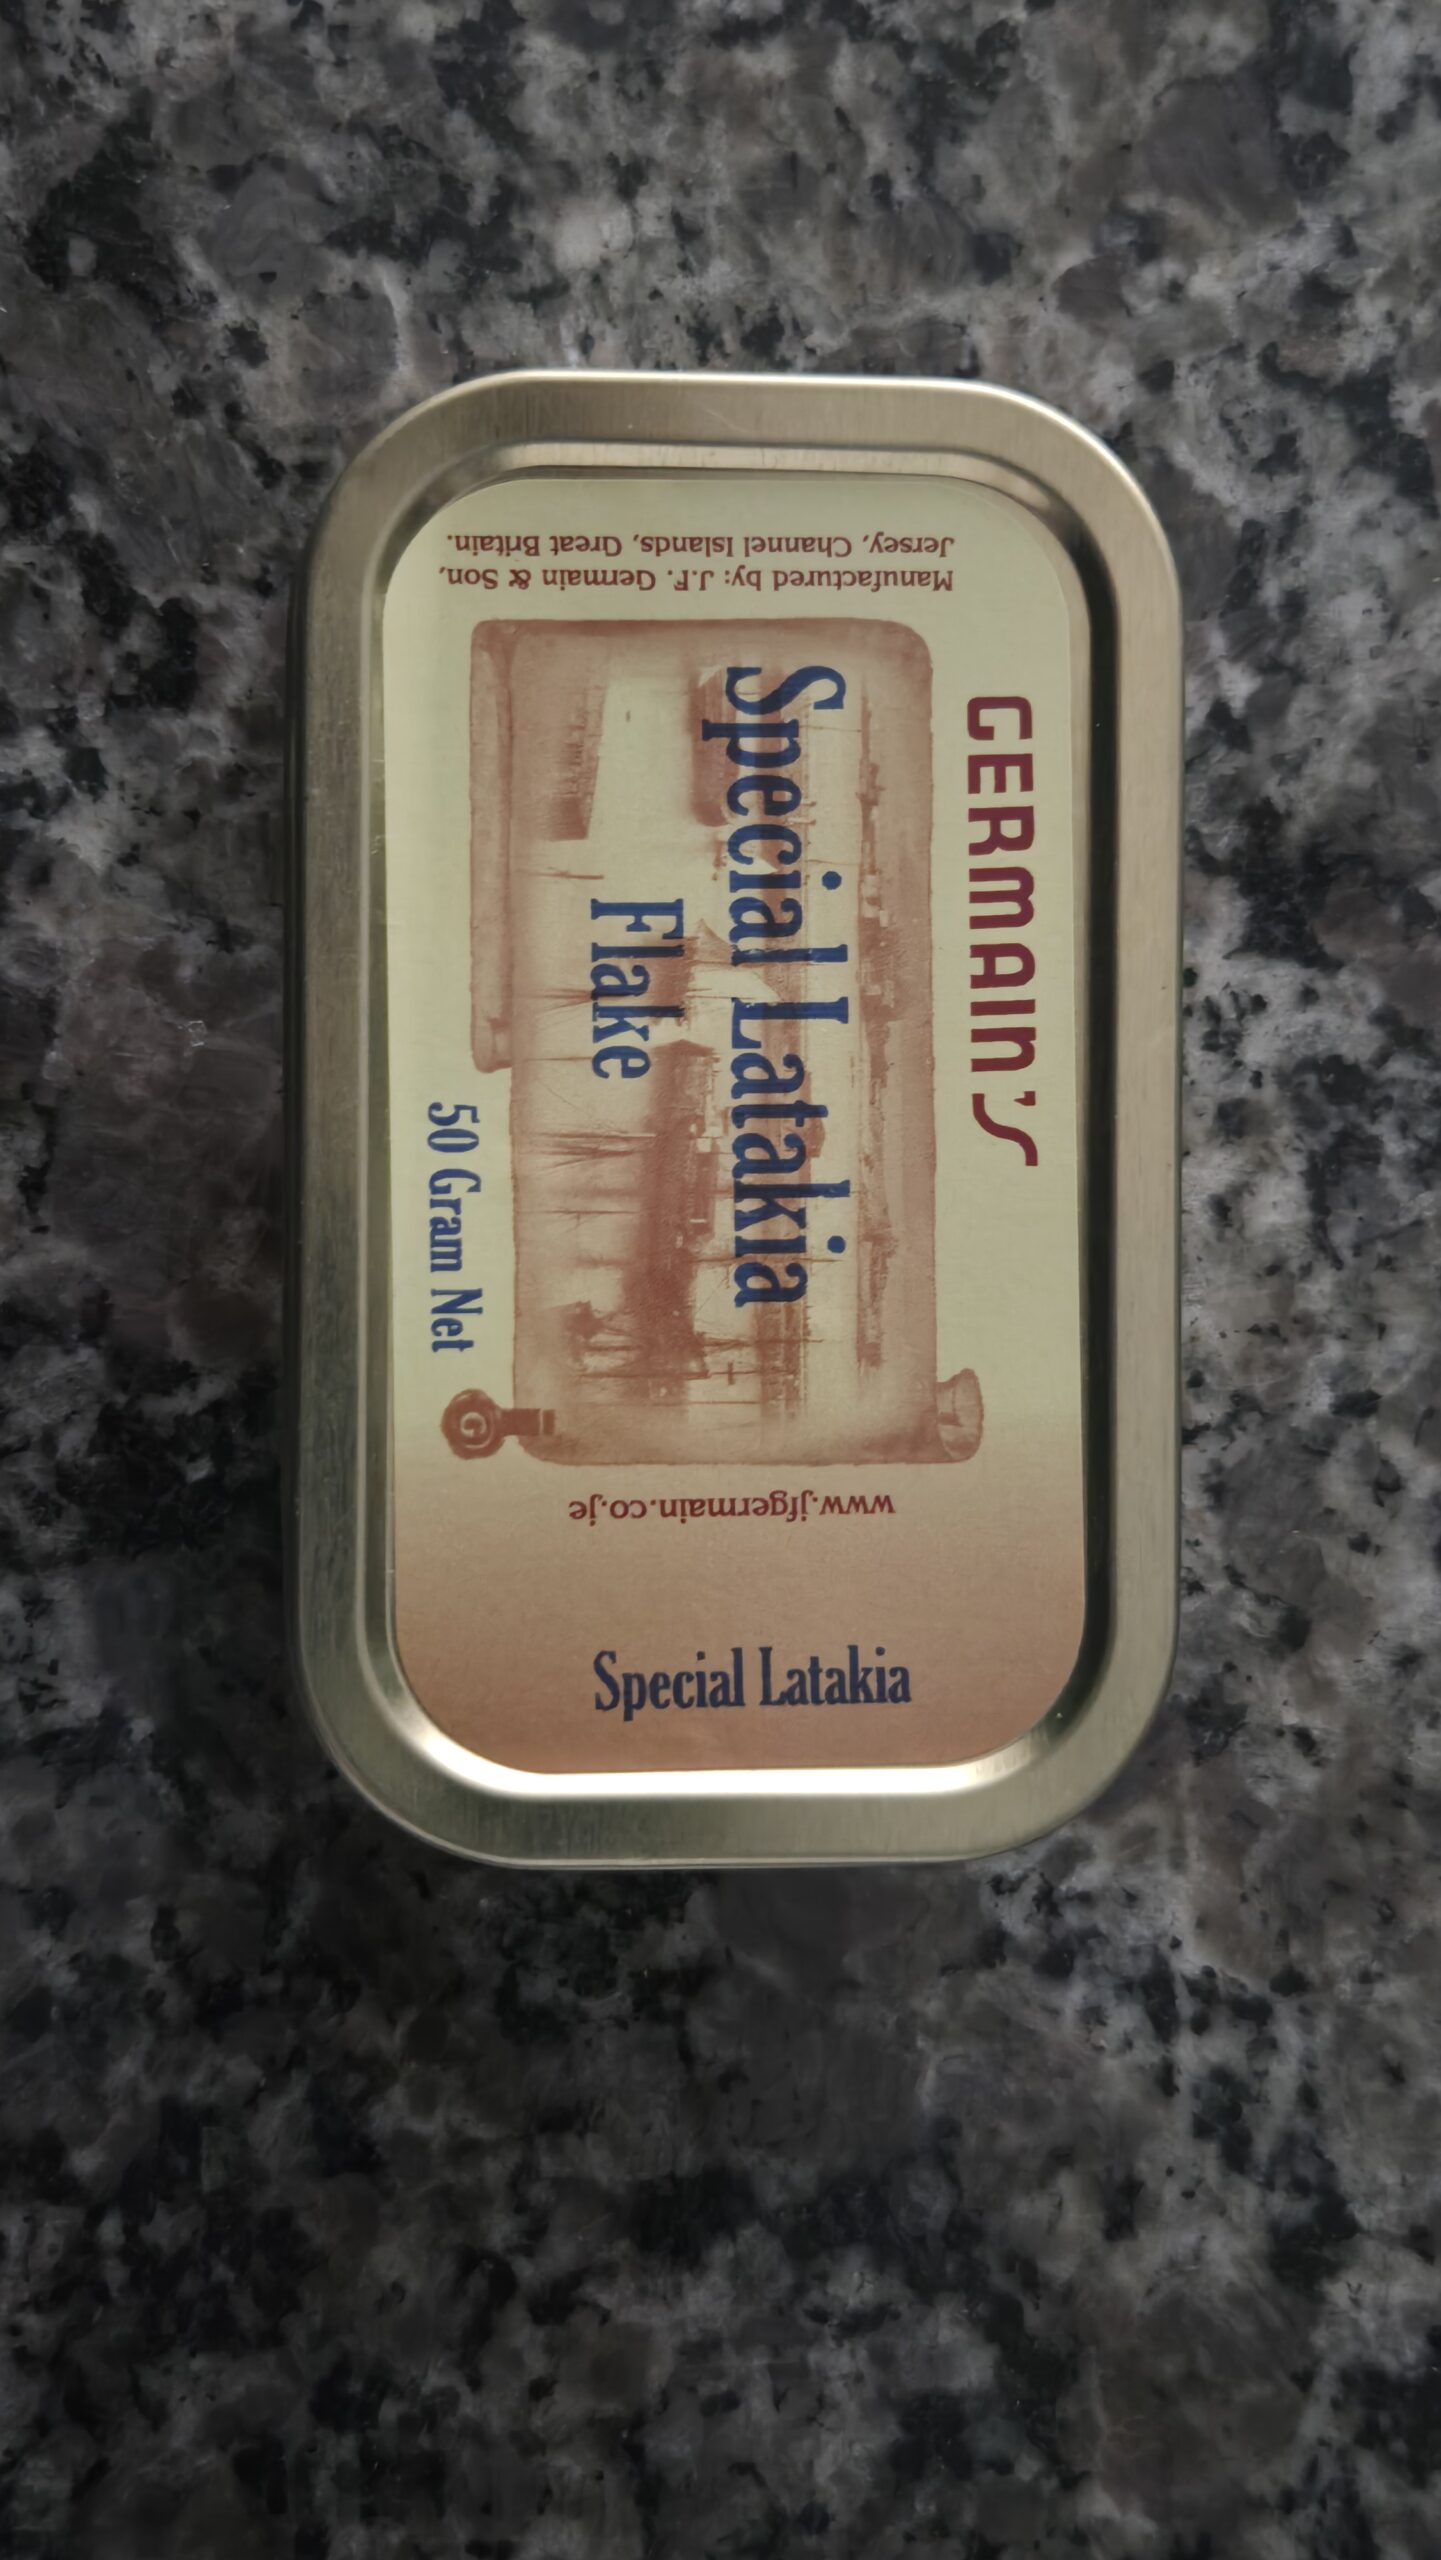 GERMAIN'S
Special Latakia
Flake
50 Gram Net
G
Manufactured by: J.F. Germain & Son,
Jersey, Channel Islands, Great Britain.
www.jfgermain.co.je
Special Latakia